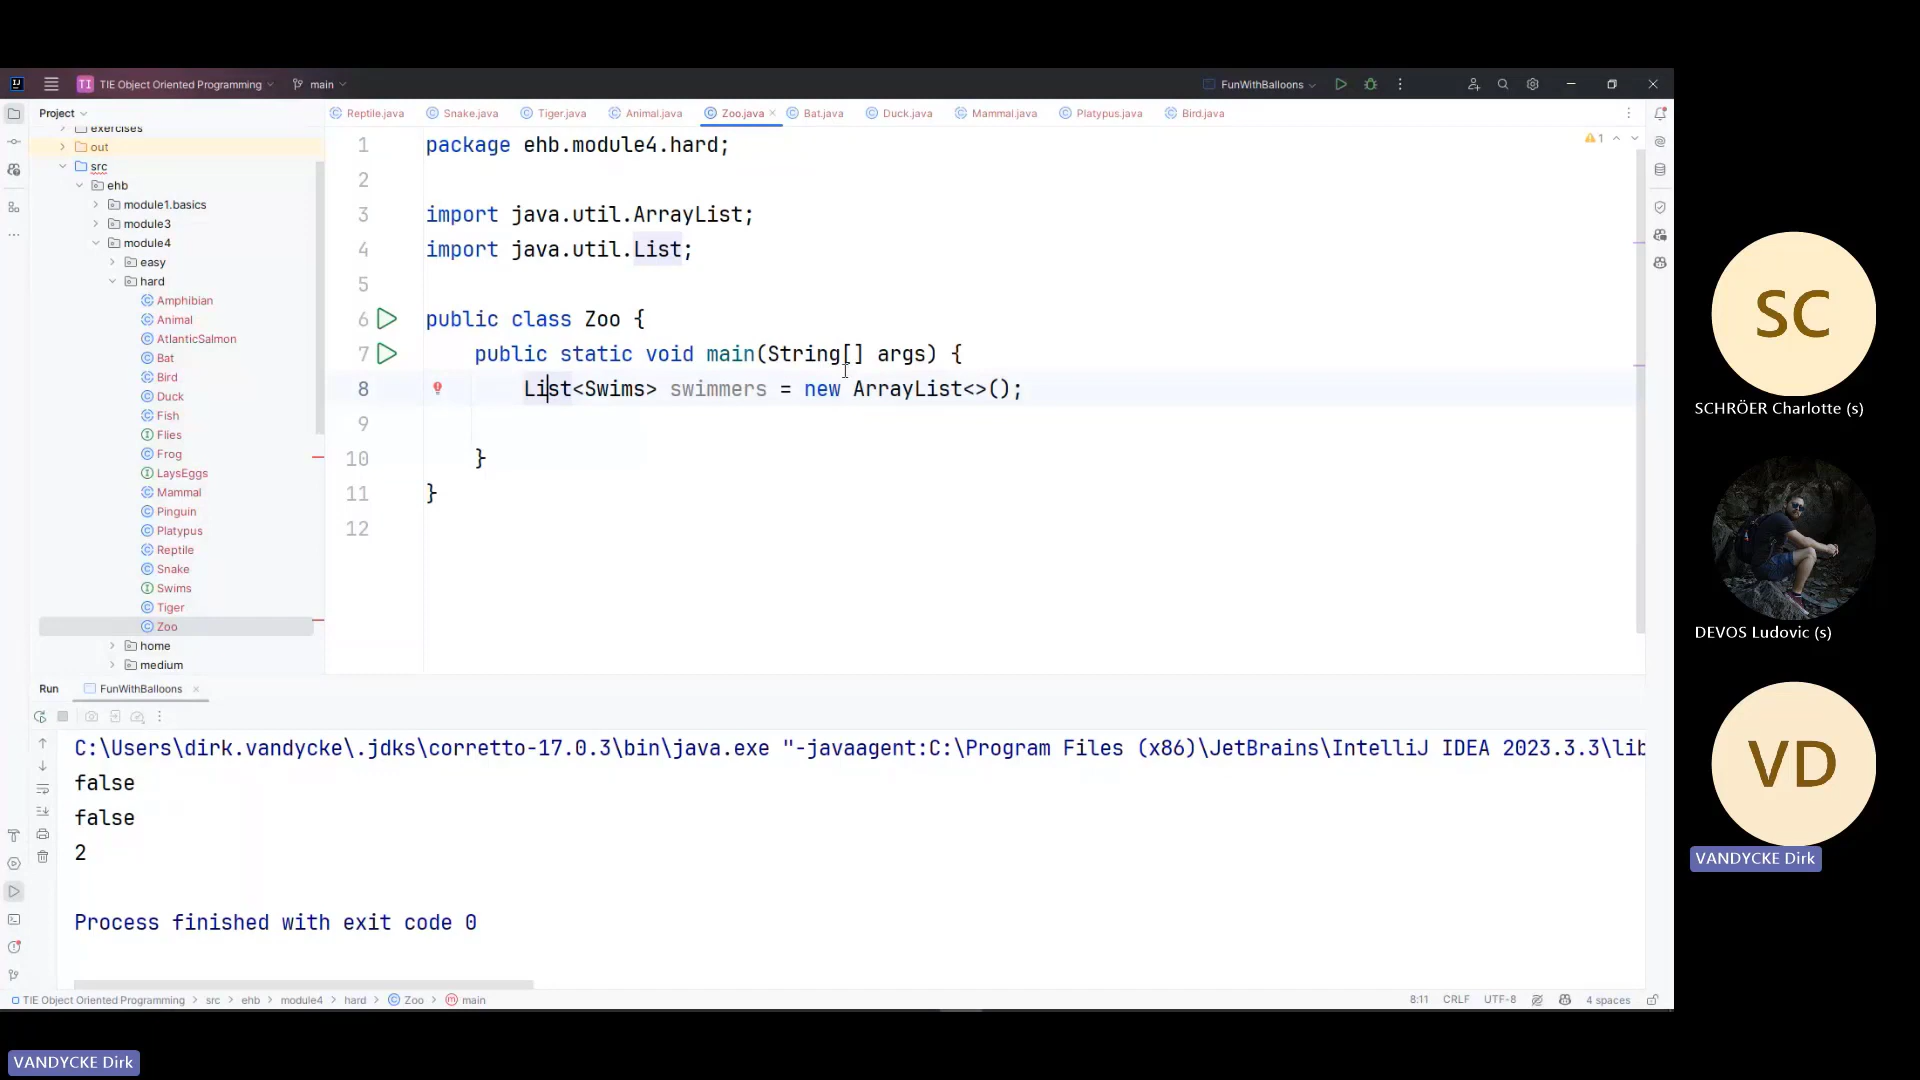 TIE Object Oriented Programming
main
FunWithBalloons
Project
Reptile.java
Snake.java
Tiger.java
Animal.java
Zoo.java
Bat.java
Duck.java
Mammal.java
Platypus.java
Bird.java
exercises
out
src
ehb
module1.basics
module3
module4
easy
hard
Amphibian
Animal
AtlanticSalmon
Bat
Bird
Duck
Fish
Flies
Frog
LaysEggs
Mammal
Pinguin
Platypus
Reptile
Snake
Swims
Tiger
Zoo
home
medium
1 package ehb.module4.hard;
2
3 import java.util.ArrayList;
4 import java.util.List;
5
6 public class Zoo {
7 public static void main(String[] args) {
8 List<Swims> swimmers = new ArrayList<>();
9
10 }
11 }
12
1
Run FunWithBalloons
C:\Users\dirk.vandycke\.jdks\corretto-17.0.3\bin\java.exe "-javaagent:C:\Program Files (x86)\JetBrains\IntelliJ IDEA 2023.3.3\lib
false
false
2
Process finished with exit code 0
TIE Object Oriented Programming > src > ehb > module4 > hard > Zoo > main
8:11 CRLF UTF-8 4 spaces
SC
SCHRÖER Charlotte (s)
DEVOS Ludovic (s)
VD
VANDYCKE Dirk
VANDYCKE Dirk